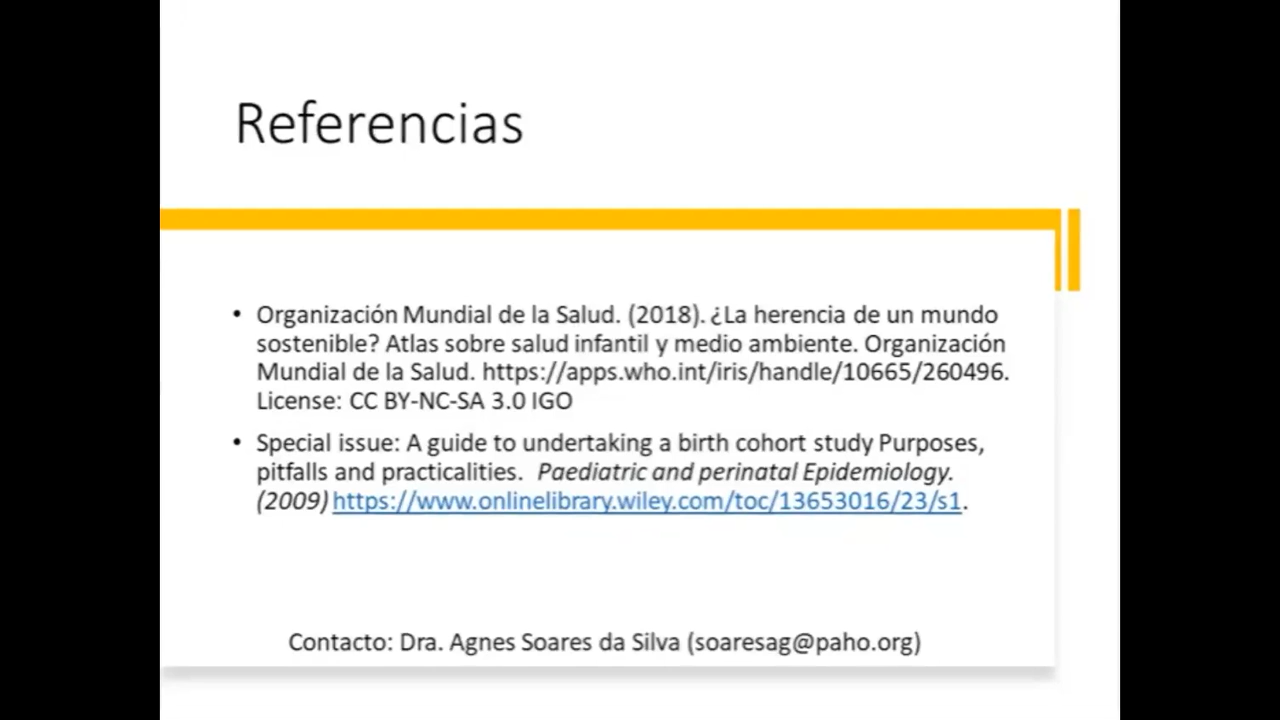 Referencias
• Organización Mundial de la Salud. (2018). ¿La herencia de un mundo
sostenible? Atlas sobre salud infantil y medio ambiente. Organización
Mundial de la Salud. https://apps.who.int/iris/handle/10665/260496.
License: CC BY-NC-SA 3.0 IGO
• Special issue: A guide to undertaking a birth cohort study Purposes,
pitfalls and practicalities. Paediatric and perinatal Epidemiology.
(2009) https://www.onlinelibrary.wiley.com/toc/13653016/23/s1.
Contacto: Dra. Agnes Soares da Silva (soaresag@paho.org)